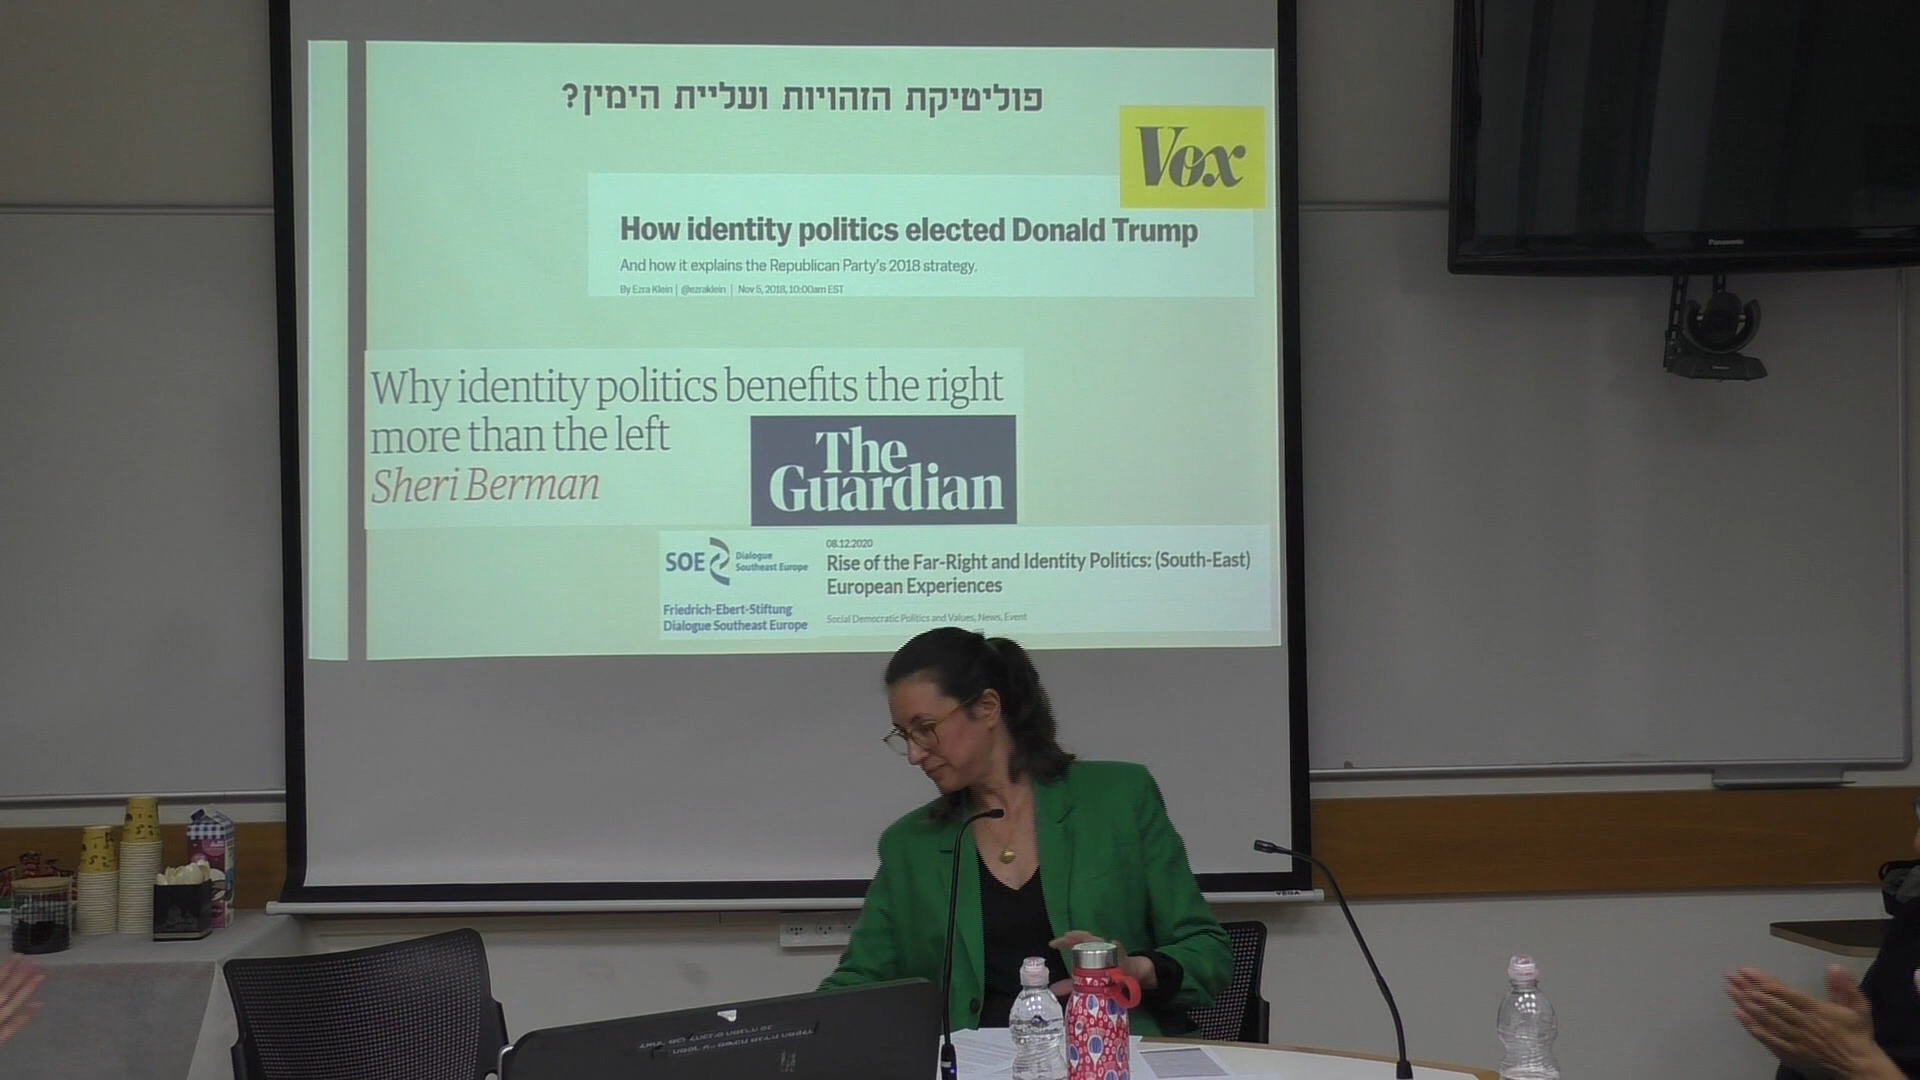 פוליטיקת הזהויות ועליית הימין?
Vox
How identity politics elected Donald Trump
And how it explains the Republican Party's 2018 strategy.
By Ezra Klein | @ezraklein | Nov 5, 2018, 10:00am EST
Why identity politics benefits the right
more than the left
Sheri Berman
The
Guardian
SOE
Dialogue
Southeast Europe
Friedrich-Ebert-Stiftung
Dialogue Southeast Europe
08.12.2020
Rise of the Far-Right and Identity Politics: (South-East)
European Experiences
Social Democratic Politics and Values, News, Event
Panasonic
VEGA